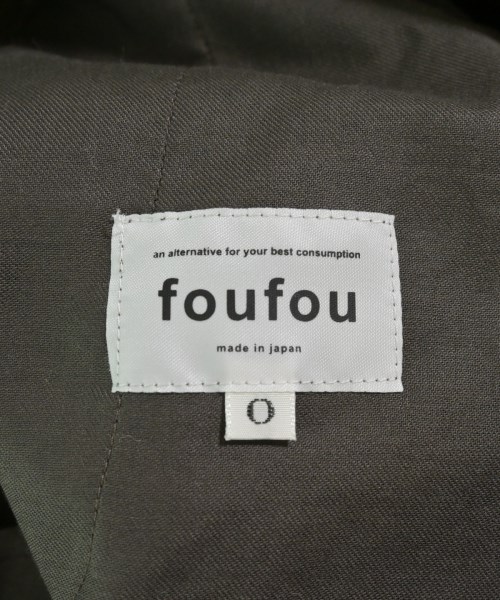 an alternative for your best consumption
foufou
made in japan
0